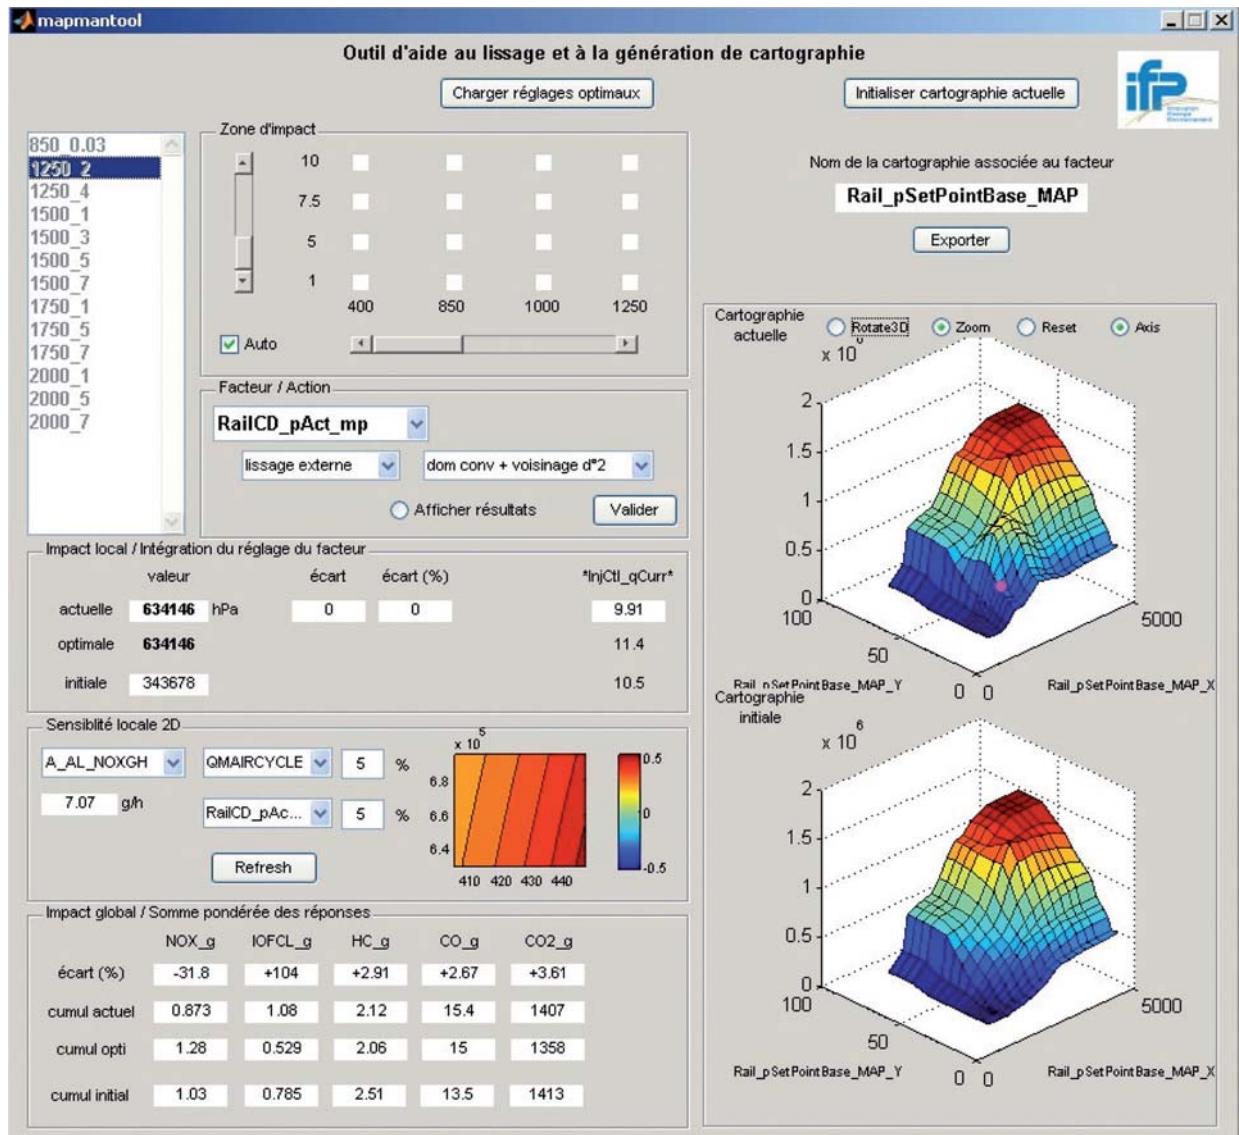 mapmantool
Outil d'aide au lissage et à la génération de cartographie
Charger réglages optimaux
Initialiser cartographie actuelle
ifp
Innovation
Energie
Environnement
850_0.03
1250_2
1250_4
1500_1
1500_3
1500_5
1500_7
1750_1
1750_5
1750_7
2000_1
2000_5
2000_7
Zone d'impact
10
7.5
5
1
400 850 1000 1250
Auto
Nom de la cartographie associée au facteur
Rail_pSetPointBase_MAP
Exporter
Facteur / Action
RailCD_pAct_mp
lissage externe dom conv + voisinage d*2
Afficher résultats Valider
Impact local / Intégration du réglage du facteur
valeur écart écart (%) *InjCtl_qCurr*
actuelle 634146 hPa 0 0 9.91
optimale 634146 11.4
initiale 343678 10.5
Sensiblité locale 2D
A_AL_NOXGH QMAIRCYCLE 5 %
7.07 g/h
RailCD_pAc... 5 %
Refresh
x 10 5
6.8
6.6
6.4
410 420 430 440
0.5
0
-0.5
Impact global / Somme pondérée des réponses
NOX_g IOFCL_g HC_g CO_g CO2_g
écart (%) -31.8 +104 +2.91 +2.67 +3.61
cumul actuel 0.873 1.08 2.12 15.4 1407
cumul opti 1.28 0.529 2.06 15 1358
cumul initial 1.03 0.785 2.51 13.5 1413
Cartographie
actuelle
Rotate3D Zoom Reset Axis
x 10
2
1.5
1
0.5
0
100
50
0 0
5000
Rail_pSetPointBase_MAP_Y Rail_pSetPointBase_MAP_X
Cartographie
initiale
x 10 6
2
1.5
1
0.5
0
100
50
0 0
5000
Rail_pSetPointBase_MAP_Y Rail_pSetPointBase_MAP_X